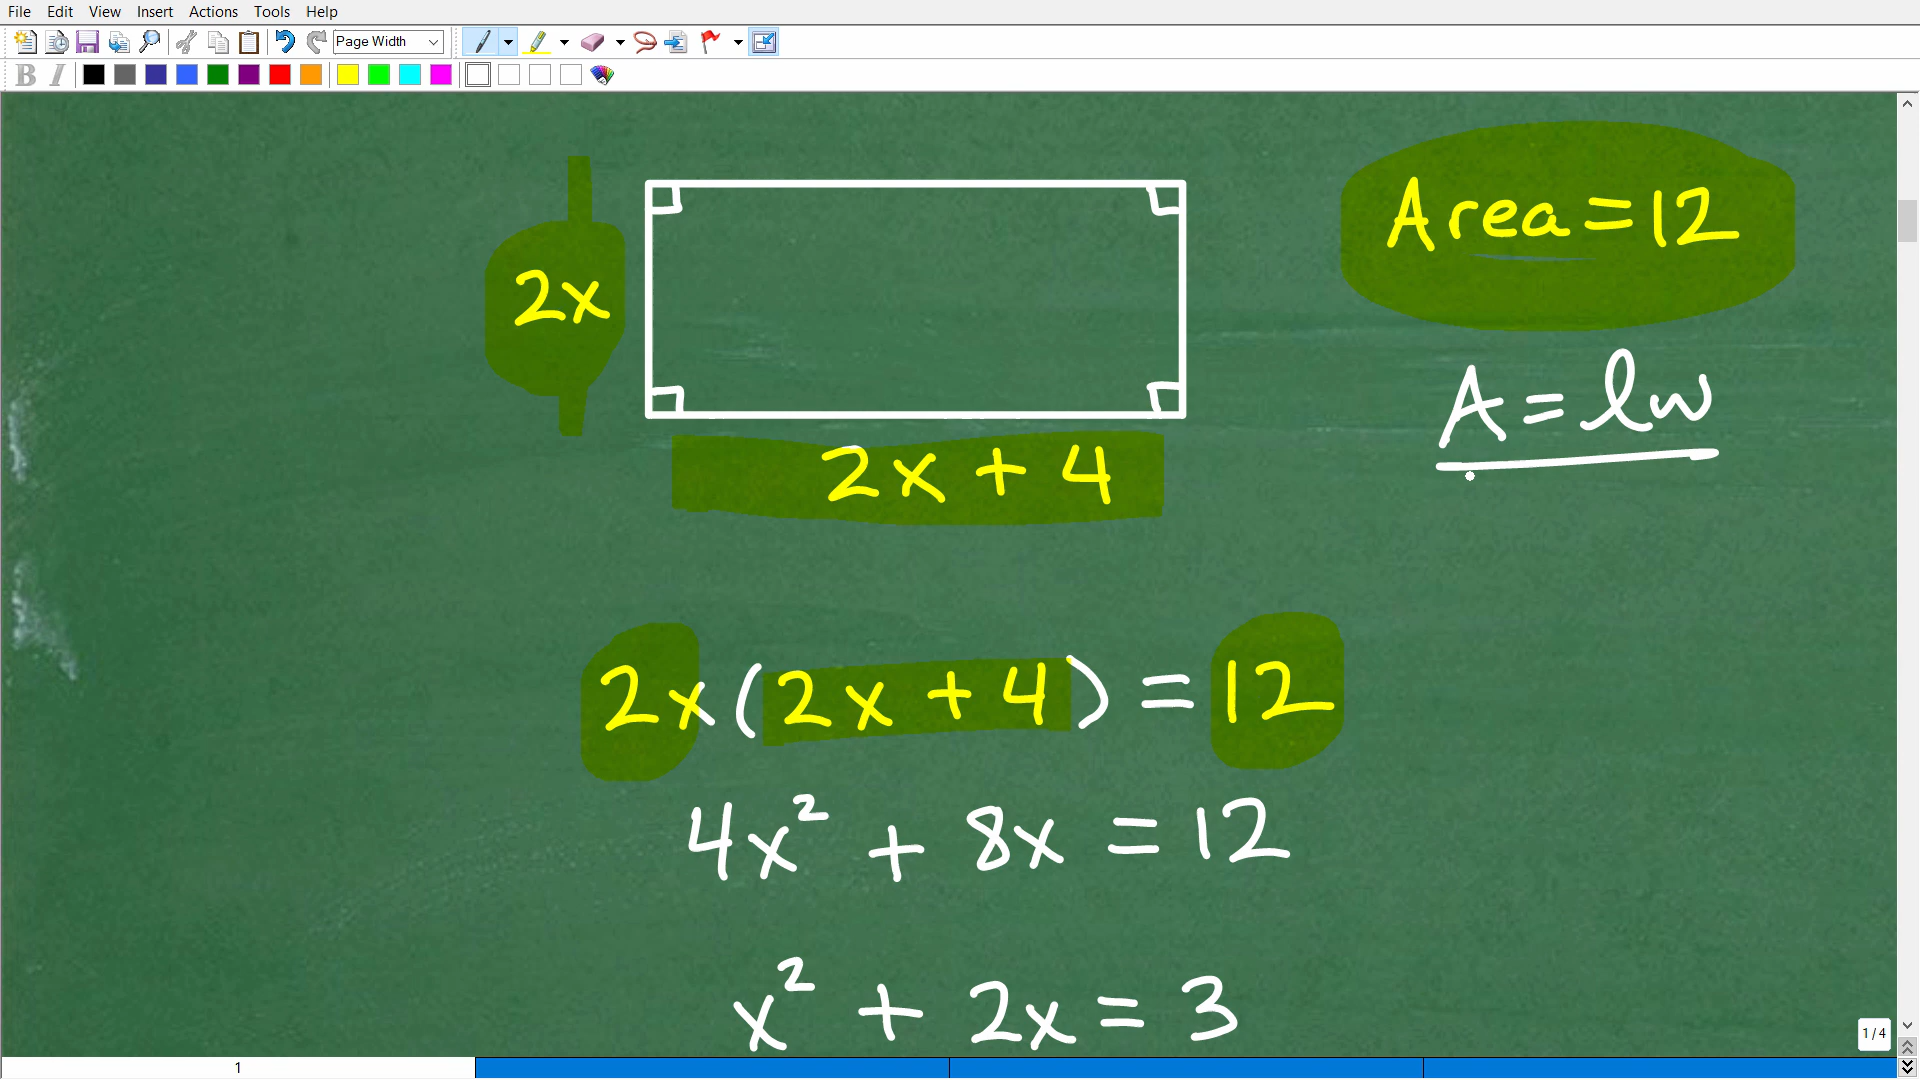 File Edit View Insert Actions Tools Help
Page Width
B I
Area = 12
2x
A = lw
2x + 4
2x(2x + 4) = 12
4x² + 8x = 12
x² + 2x = 3
1 / 4
1